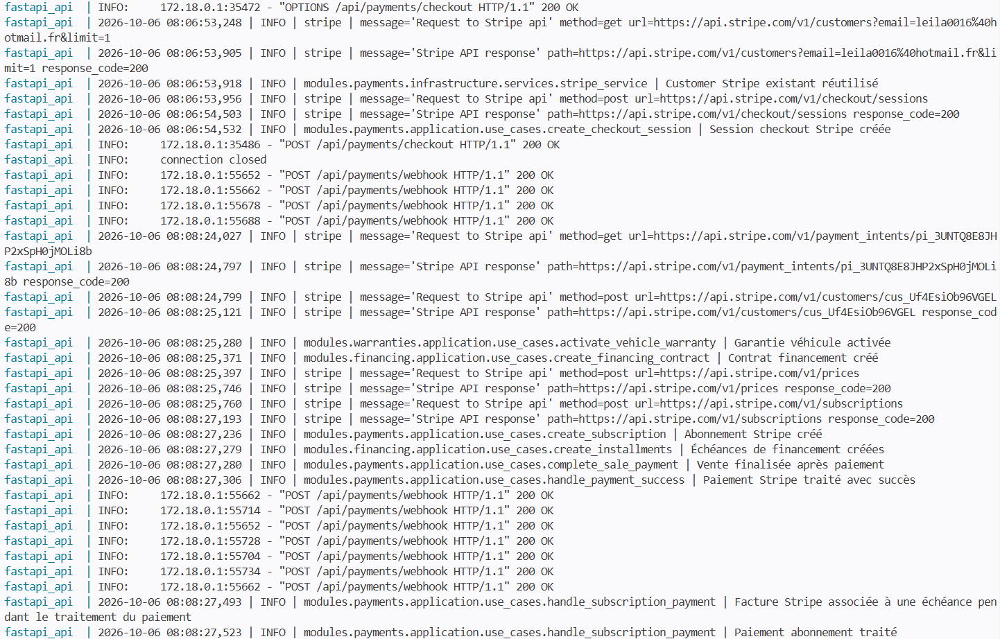 fastapi_api  | INFO:     172.18.0.1:35472 - "OPTIONS /api/payments/checkout HTTP/1.1" 200 OK
fastapi_api  | 2026-10-06 08:06:53,248 | INFO | stripe | message='Request to Stripe api' method=get url=https://api.stripe.com/v1/customers?email=leila0016%40h
otmail.fr&limit=1
fastapi_api  | 2026-10-06 08:06:53,905 | INFO | stripe | message='Stripe API response' path=https://api.stripe.com/v1/customers?email=leila0016%40hotmail.fr&li
mit=1 response_code=200
fastapi_api  | 2026-10-06 08:06:53,918 | INFO | modules.payments.infrastructure.services.stripe_service | Customer Stripe existant réutilisé
fastapi_api  | 2026-10-06 08:06:53,956 | INFO | stripe | message='Request to Stripe api' method=post url=https://api.stripe.com/v1/checkout/sessions
fastapi_api  | 2026-10-06 08:06:54,503 | INFO | stripe | message='Stripe API response' path=https://api.stripe.com/v1/checkout/sessions response_code=200
fastapi_api  | 2026-10-06 08:06:54,532 | INFO | modules.payments.application.use_cases.create_checkout_session | Session checkout Stripe créée
fastapi_api  | INFO:     172.18.0.1:35486 - "POST /api/payments/checkout HTTP/1.1" 200 OK
fastapi_api  | INFO:     connection closed
fastapi_api  | INFO:     172.18.0.1:55652 - "POST /api/payments/webhook HTTP/1.1" 200 OK
fastapi_api  | INFO:     172.18.0.1:55662 - "POST /api/payments/webhook HTTP/1.1" 200 OK
fastapi_api  | INFO:     172.18.0.1:55678 - "POST /api/payments/webhook HTTP/1.1" 200 OK
fastapi_api  | INFO:     172.18.0.1:55688 - "POST /api/payments/webhook HTTP/1.1" 200 OK
fastapi_api  | 2026-10-06 08:08:24,027 | INFO | stripe | message='Request to Stripe api' method=get url=https://api.stripe.com/v1/payment_intents/pi_3UNTQ8E8JH
P2xSpH0jMOLi8b
fastapi_api  | 2026-10-06 08:08:24,797 | INFO | stripe | message='Stripe API response' path=https://api.stripe.com/v1/payment_intents/pi_3UNTQ8E8JHP2xSpH0jMOLi
8b response_code=200
fastapi_api  | 2026-10-06 08:08:24,799 | INFO | stripe | message='Request to Stripe api' method=post url=https://api.stripe.com/v1/customers/cus_Uf4EsiOb96VGEL
fastapi_api  | 2026-10-06 08:08:25,121 | INFO | stripe | message='Stripe API response' path=https://api.stripe.com/v1/customers/cus_Uf4EsiOb96VGEL response_cod
e=200
fastapi_api  | 2026-10-06 08:08:25,280 | INFO | modules.warranties.application.use_cases.activate_vehicle_warranty | Garantie véhicule activée
fastapi_api  | 2026-10-06 08:08:25,371 | INFO | modules.financing.application.use_cases.create_financing_contract | Contrat financement créé
fastapi_api  | 2026-10-06 08:08:25,397 | INFO | stripe | message='Request to Stripe api' method=post url=https://api.stripe.com/v1/prices
fastapi_api  | 2026-10-06 08:08:25,746 | INFO | stripe | message='Stripe API response' path=https://api.stripe.com/v1/prices response_code=200
fastapi_api  | 2026-10-06 08:08:25,760 | INFO | stripe | message='Request to Stripe api' method=post url=https://api.stripe.com/v1/subscriptions
fastapi_api  | 2026-10-06 08:08:27,193 | INFO | stripe | message='Stripe API response' path=https://api.stripe.com/v1/subscriptions response_code=200
fastapi_api  | 2026-10-06 08:08:27,236 | INFO | modules.payments.application.use_cases.create_subscription | Abonnement Stripe créé
fastapi_api  | 2026-10-06 08:08:27,279 | INFO | modules.financing.application.use_cases.create_installments | Échéances de financement créées
fastapi_api  | 2026-10-06 08:08:27,280 | INFO | modules.payments.application.use_cases.complete_sale_payment | Vente finalisée après paiement
fastapi_api  | 2026-10-06 08:08:27,306 | INFO | modules.payments.application.use_cases.handle_payment_success | Paiement Stripe traité avec succès
fastapi_api  | INFO:     172.18.0.1:55662 - "POST /api/payments/webhook HTTP/1.1" 200 OK
fastapi_api  | INFO:     172.18.0.1:55714 - "POST /api/payments/webhook HTTP/1.1" 200 OK
fastapi_api  | INFO:     172.18.0.1:55652 - "POST /api/payments/webhook HTTP/1.1" 200 OK
fastapi_api  | INFO:     172.18.0.1:55728 - "POST /api/payments/webhook HTTP/1.1" 200 OK
fastapi_api  | INFO:     172.18.0.1:55704 - "POST /api/payments/webhook HTTP/1.1" 200 OK
fastapi_api  | INFO:     172.18.0.1:55734 - "POST /api/payments/webhook HTTP/1.1" 200 OK
fastapi_api  | INFO:     172.18.0.1:55662 - "POST /api/payments/webhook HTTP/1.1" 200 OK
fastapi_api  | 2026-10-06 08:08:27,493 | INFO | modules.payments.application.use_cases.handle_subscription_payment | Facture Stripe associée à une échéance pen
dant le traitement du paiement
fastapi_api  | 2026-10-06 08:08:27,523 | INFO | modules.payments.application.use_cases.handle_subscription_payment | Paiement abonnement traité